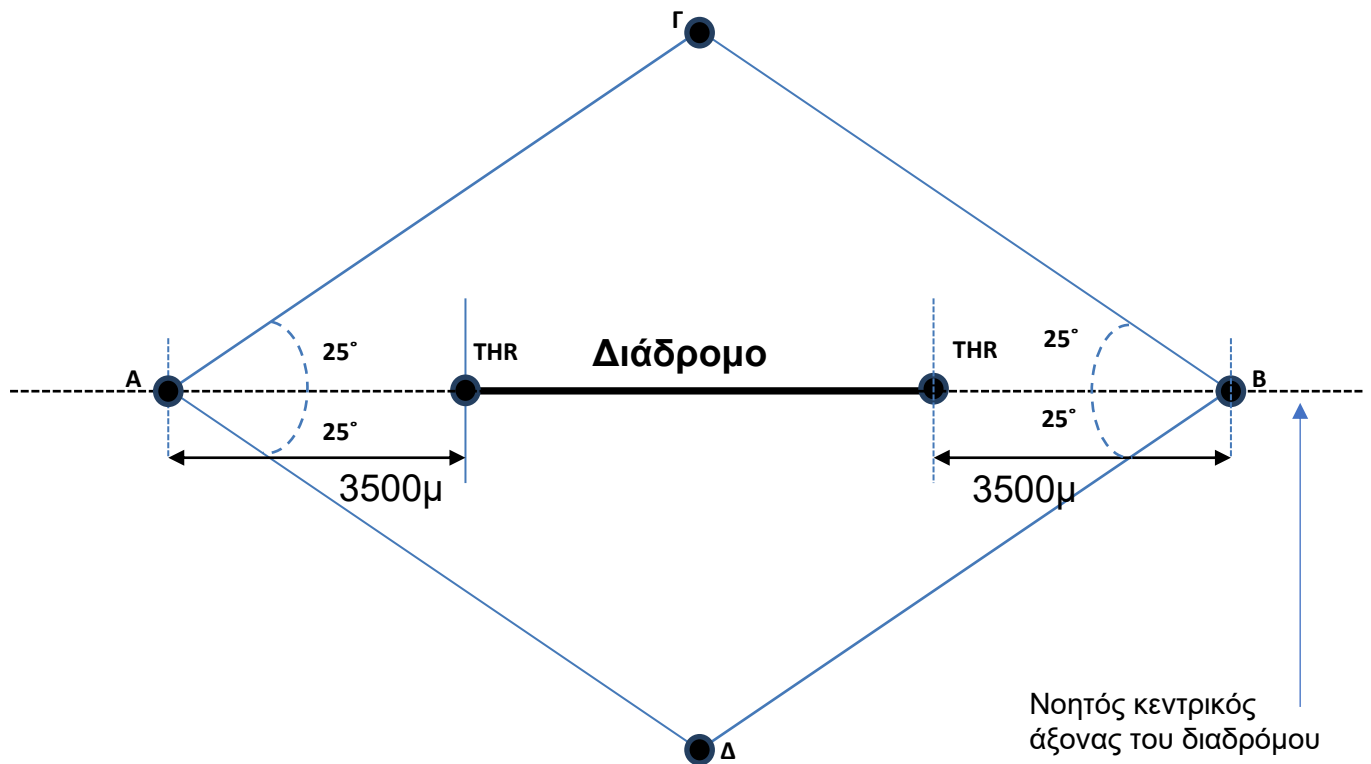 Γ
25°
THR
Διάδρομο
THR
25°
Α
Β
25°
25°
3500μ
3500μ
Νοητός κεντρικός
άξονας του διαδρόμου
Δ